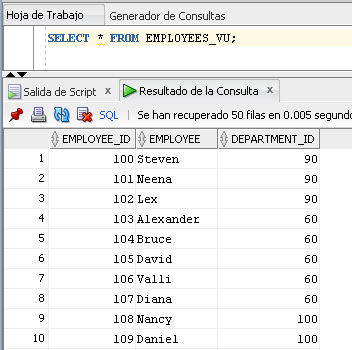 Hoja de Trabajo Generador de Consultas
SELECT * FROM EMPLOYEES_VU;
Salida de Script x Resultado de la Consulta x
SQL | Se han recuperado 50 filas en 0.005 segundo
EMPLOYEE_ID EMPLOYEE DEPARTMENT_ID
1 100 Steven 90
2 101 Neena 90
3 102 Lex 90
4 103 Alexander 60
5 104 Bruce 60
6 105 David 60
7 106 Valli 60
8 107 Diana 60
9 108 Nancy 100
10 109 Daniel 100